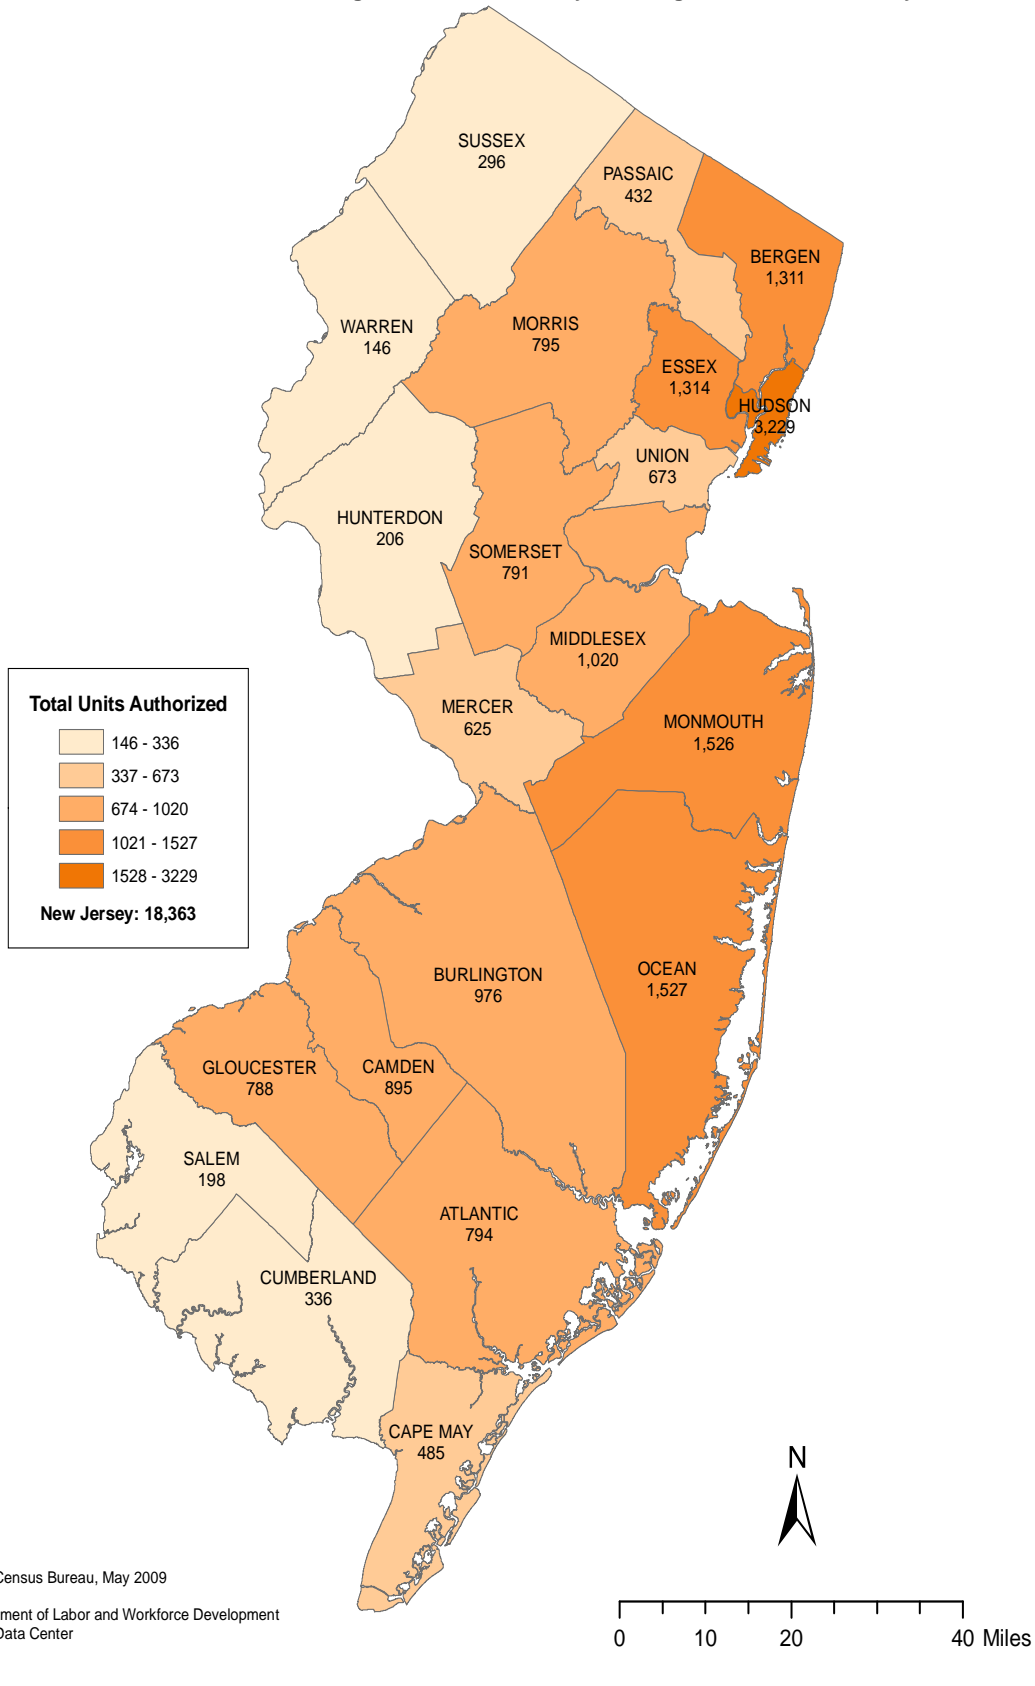 SUSSEX
296
PASSAIC
432
BERGEN
1,311
WARREN
146
MORRIS
795
ESSEX
1,314
HUDSON
3,229
UNION
673
HUNTERDON
206
SOMERSET
791
MIDDLESEX
1,020
MERCER
625
MONMOUTH
1,526
Total Units Authorized
146 - 336
337 - 673
674 - 1020
1021 - 1527
1528 - 3229
New Jersey: 18,363
BURLINGTON
976
OCEAN
1,527
GLOUCESTER
788
CAMDEN
895
SALEM
198
ATLANTIC
794
CUMBERLAND
336
CAPE MAY
485
N
Census Bureau, May 2009
ment of Labor and Workforce Development
Data Center
0 10 20 40 Miles